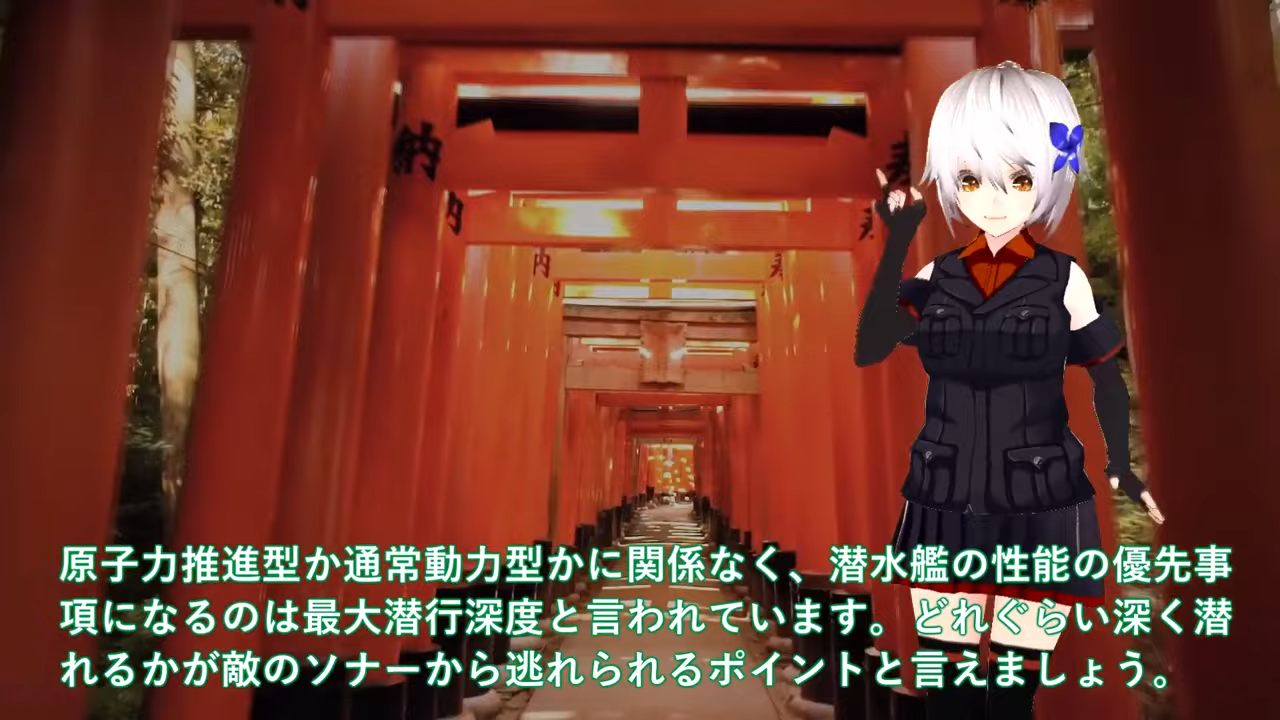 納
内
内
原子力推進型か通常動力型かに関係なく、潜水艦の性能の優先事
項になるのは最大潜行深度と言われています。どれぐらい深く潜
れるかが敵のソナーから逃れられるポイントと言えましょう。